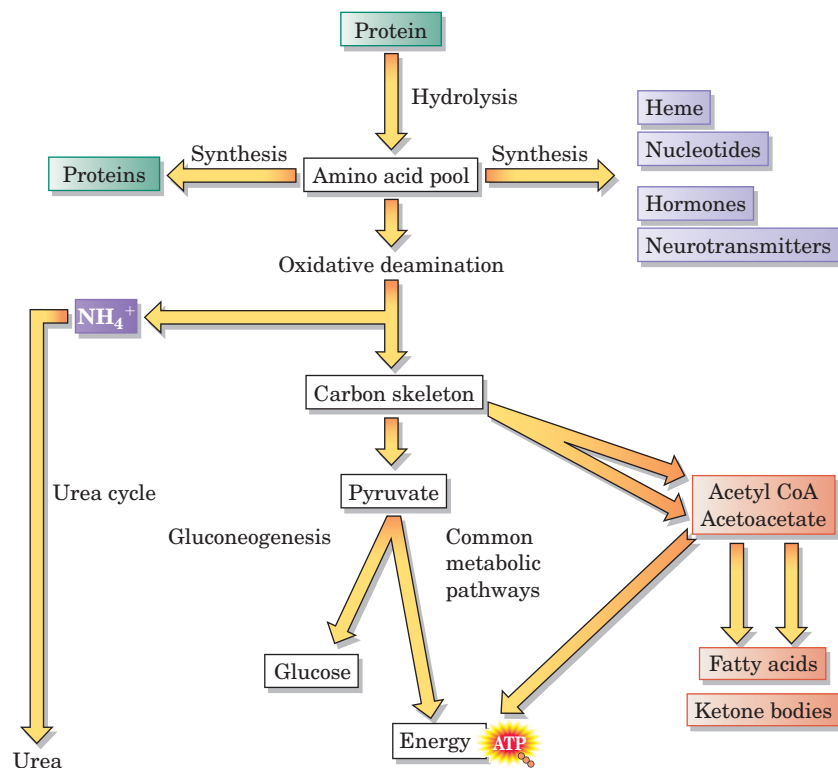 Protein
Hydrolysis
Heme
Nucleotides
Synthesis
Synthesis
Proteins
Amino acid pool
Hormones
Neurotransmitters
Oxidative deamination
NH₄⁺
Carbon skeleton
Urea cycle
Pyruvate
Acetyl CoA
Acetoacetate
Gluconeogenesis
Common
metabolic
pathways
Glucose
Fatty acids
Ketone bodies
Energy
ATP
Urea